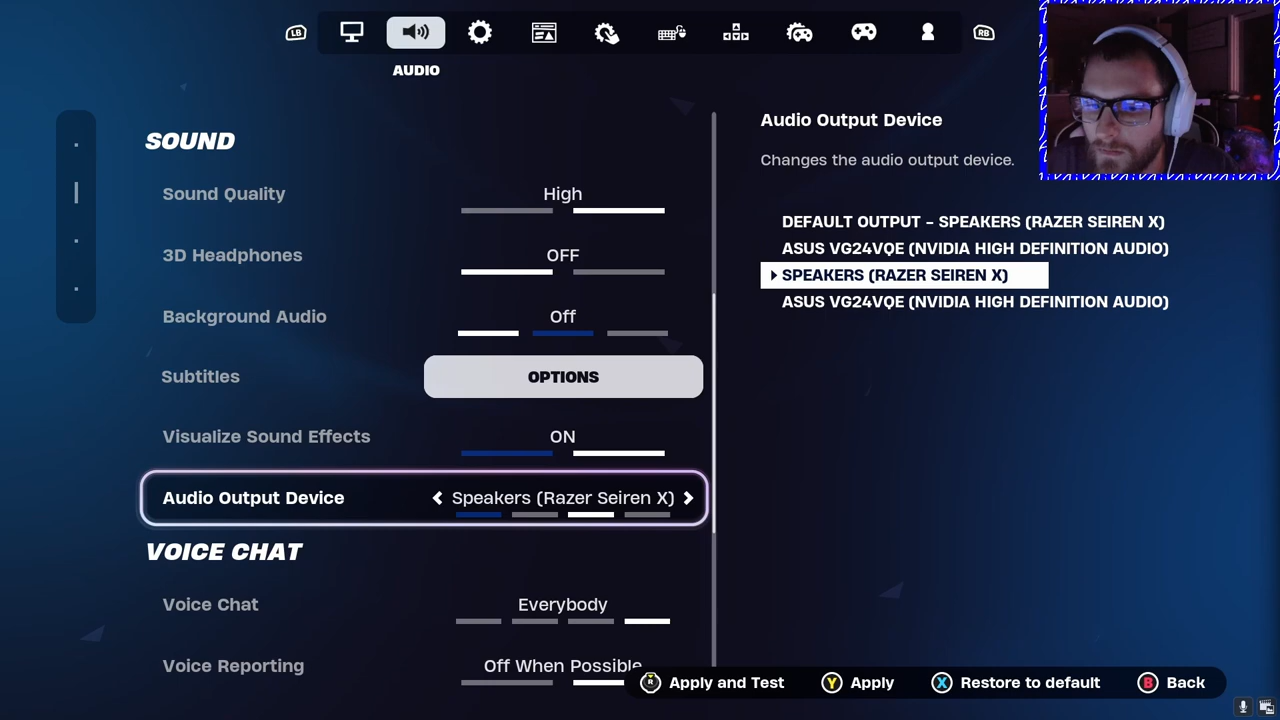 LB
RB
AUDIO
SOUND
Sound Quality
High
3D Headphones
OFF
Background Audio
Off
Subtitles
OPTIONS
Visualize Sound Effects
ON
Audio Output Device
Speakers (Razer Seiren X)
VOICE CHAT
Voice Chat
Everybody
Voice Reporting
Off When Possible
Audio Output Device
Changes the audio output device.
DEFAULT OUTPUT - SPEAKERS (RAZER SEIREN X)
ASUS VG24VQE (NVIDIA HIGH DEFINITION AUDIO)
SPEAKERS (RAZER SEIREN X)
ASUS VG24VQE (NVIDIA HIGH DEFINITION AUDIO)
R Apply and Test
Y Apply
X Restore to default
B Back